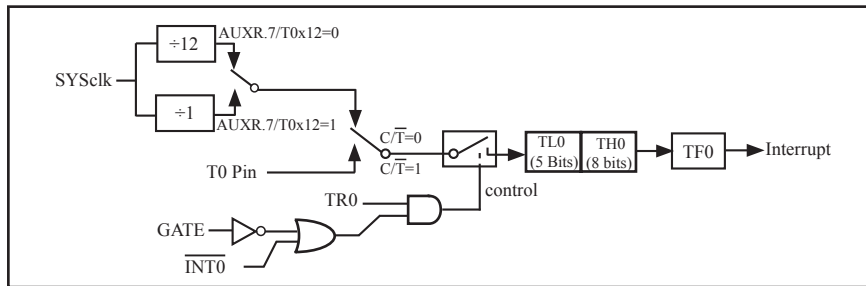 AUXR.7/T0x12=0
÷12
SYSclk
÷1
AUXR.7/T0x12=1
C/T̅=0
C/T̅=1
T0 Pin
control
TL0
(5 Bits)
TH0
(8 bits)
TF0
Interrupt
TR0
GATE
I̅N̅T̅0̅